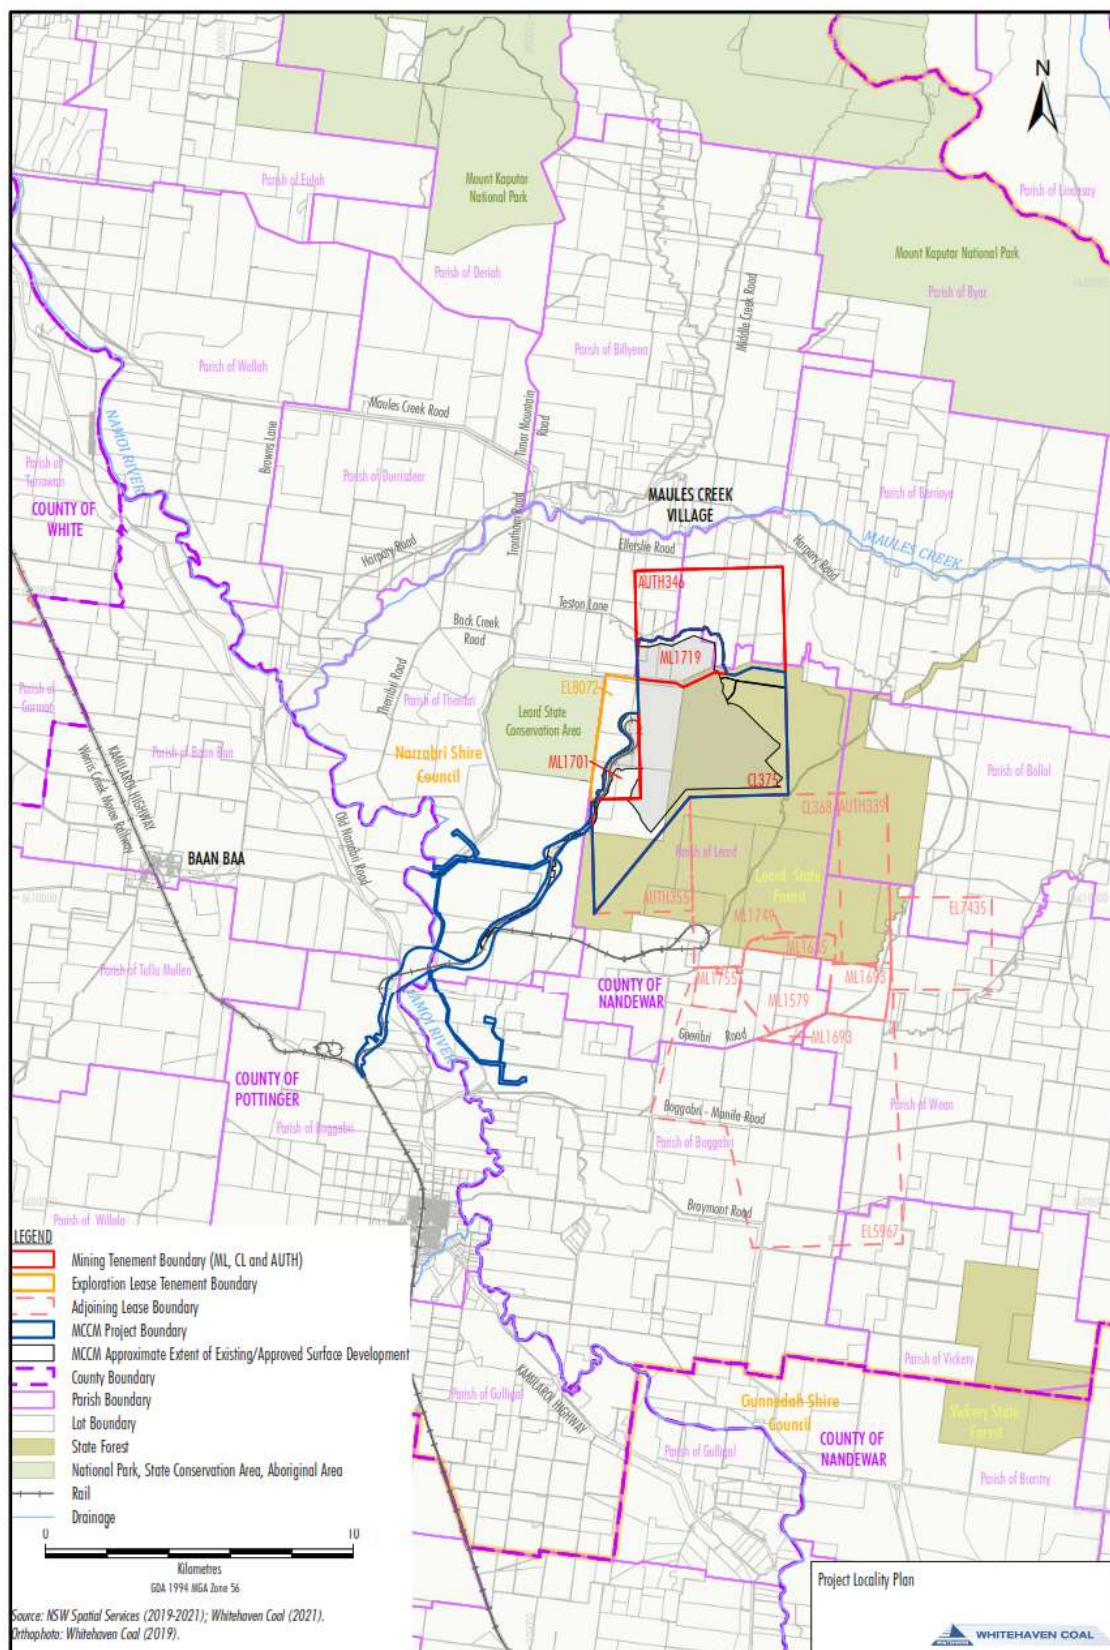 N
Parish of Eulah
Mount Kaputar
National Park
Parish of Lindesay
Mount Kaputar National Park
Parish of Byar
Parish of Deriah
Middle Creek Road
Parish of Billyena
Parish of Wallah
Maules Creek Road
Timor Mountain
Road
Browns Lane
NAMOI RIVER
Parish of
COUNTY OF
WHITE
Parish of Durrisdeer
MAULES CREEK
VILLAGE
Parish of Berrioye
Trantham Road
Harpary Road
Ellerslie Road
Harpary Road
MAULES CREEK
AUTH346
Teston Lane
Back Creek
Road
ML1719
EL8072
Therribri Road
Parish of Therribri
Leard State
Conservation Area
Parish of
Gorman
Parish of Baan Baa
KAMILAROI HIGHWAY
Werris Creek Moree Railway
Narrabri Shire
Council
ML1701
CL375
Parish of Bollol
CL368
AUTH339
Old Narrabri Road
BAAN BAA
Parish of Leard
Leard State
Forest
AUTH355
EL7435
ML1749
Parish of Tulla Mullen
COUNTY OF
NANDEWAR
ML1755
ML1693
ML1579
NAMOI RIVER
Road
ML1693
COUNTY OF
POTTINGER
Parish of Boggabri
Boggabri - Manila Road
Parish of Wean
Parish of Boggabri
Braymont Road
Parish of Willala
EL5967
LEGEND
Mining Tenement Boundary (ML, CL and AUTH)
Exploration Lease Tenement Boundary
Adjoining Lease Boundary
MCCM Project Boundary
MCCM Approximate Extent of Existing/Approved Surface Development
County Boundary
Parish Boundary
Lot Boundary
State Forest
National Park, State Conservation Area, Aboriginal Area
Rail
Drainage
Parish of Vickery
KAMILAROI HIGHWAY
Parish of Gulligal
Gunnedah Shire
Council
Vickery State
Forest
COUNTY OF
NANDEWAR
Parish of Gulligal
Parish of Brentry
0 10
Kilometres
GDA 1994 MGA Zone 56
Source: NSW Spatial Services (2019-2021); Whitehaven Coal (2021).
Orthophoto: Whitehaven Coal (2019).
Project Locality Plan
WHITEHAVEN COAL